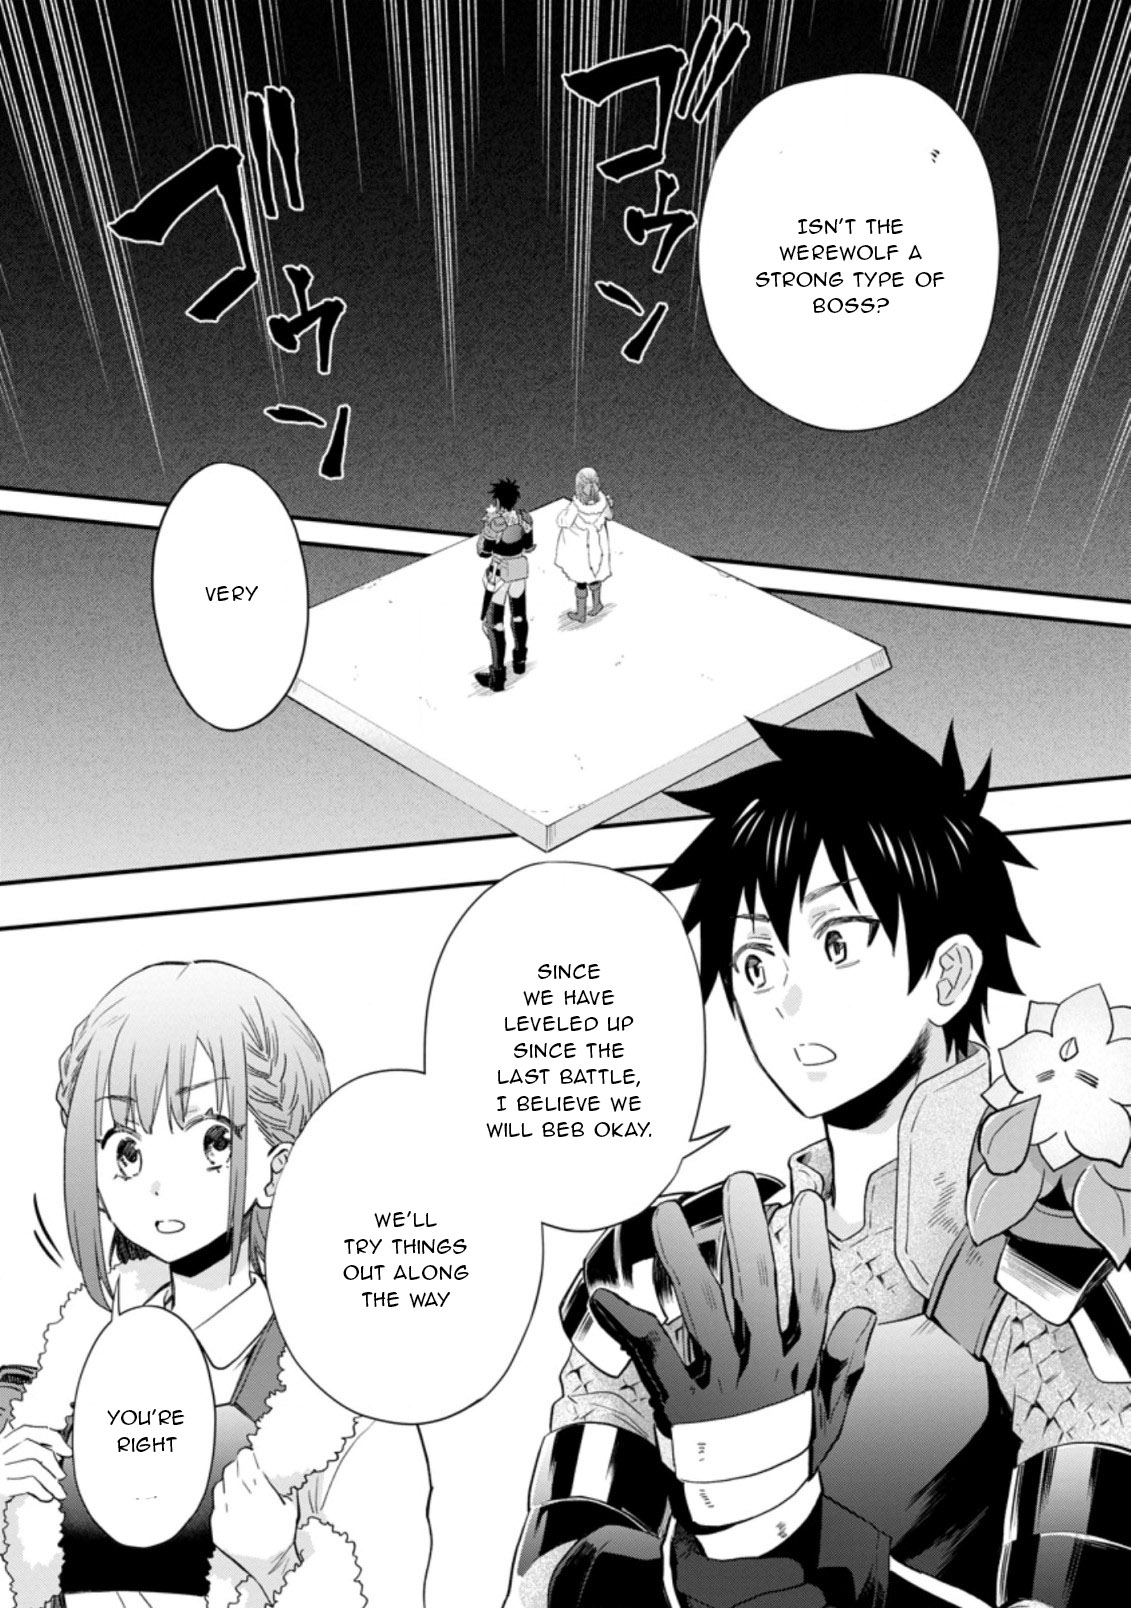 ゴゥン
ゴゥン
ISN'T THE
WEREWOLF A
STRONG TYPE OF
BOSS?
VERY
SINCE
WE HAVE
LEVELED UP
SINCE THE
LAST BATTLE,
I BELIEVE WE
WILL BEB OKAY.
WE'LL
TRY THINGS
OUT ALONG
THE WAY
YOU'RE
RIGHT